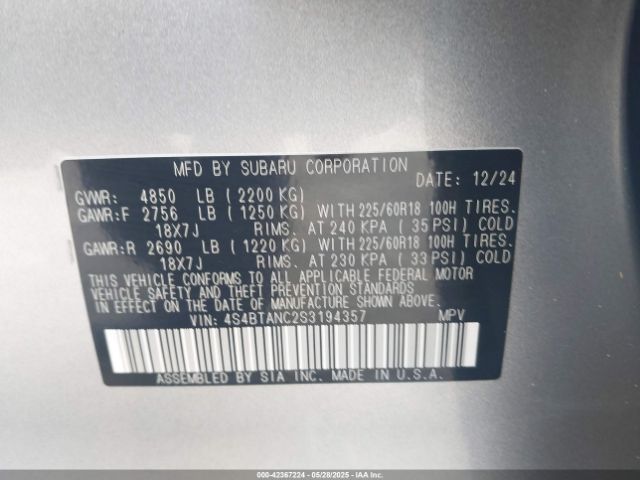 MFD BY SUBARU CORPORATION
DATE: 12/24
GVWR: 4850 LB (2200 KG)
GAWR:F 2756 LB (1250 KG) WITH 225/60R18 100H TIRES.
18X7J RIMS. AT 240 KPA (35 PSI) COLD
GAWR:R 2690 LB (1220 KG) WITH 225/60R18 100H TIRES.
18X7J RIMS. AT 230 KPA (33 PSI) COLD
THIS VEHICLE CONFORMS TO ALL APPLICABLE FEDERAL MOTOR
VEHICLE SAFETY AND THEFT PREVENTION STANDARDS
IN EFFECT ON THE DATE OF MANUFACTURE SHOWN ABOVE.
VIN: 4S4BTANC2S3194357 MPV
ASSEMBLED BY SIA INC. MADE IN U.S.A.
000-42367224 | 05/28/2025 | IAAI.COM